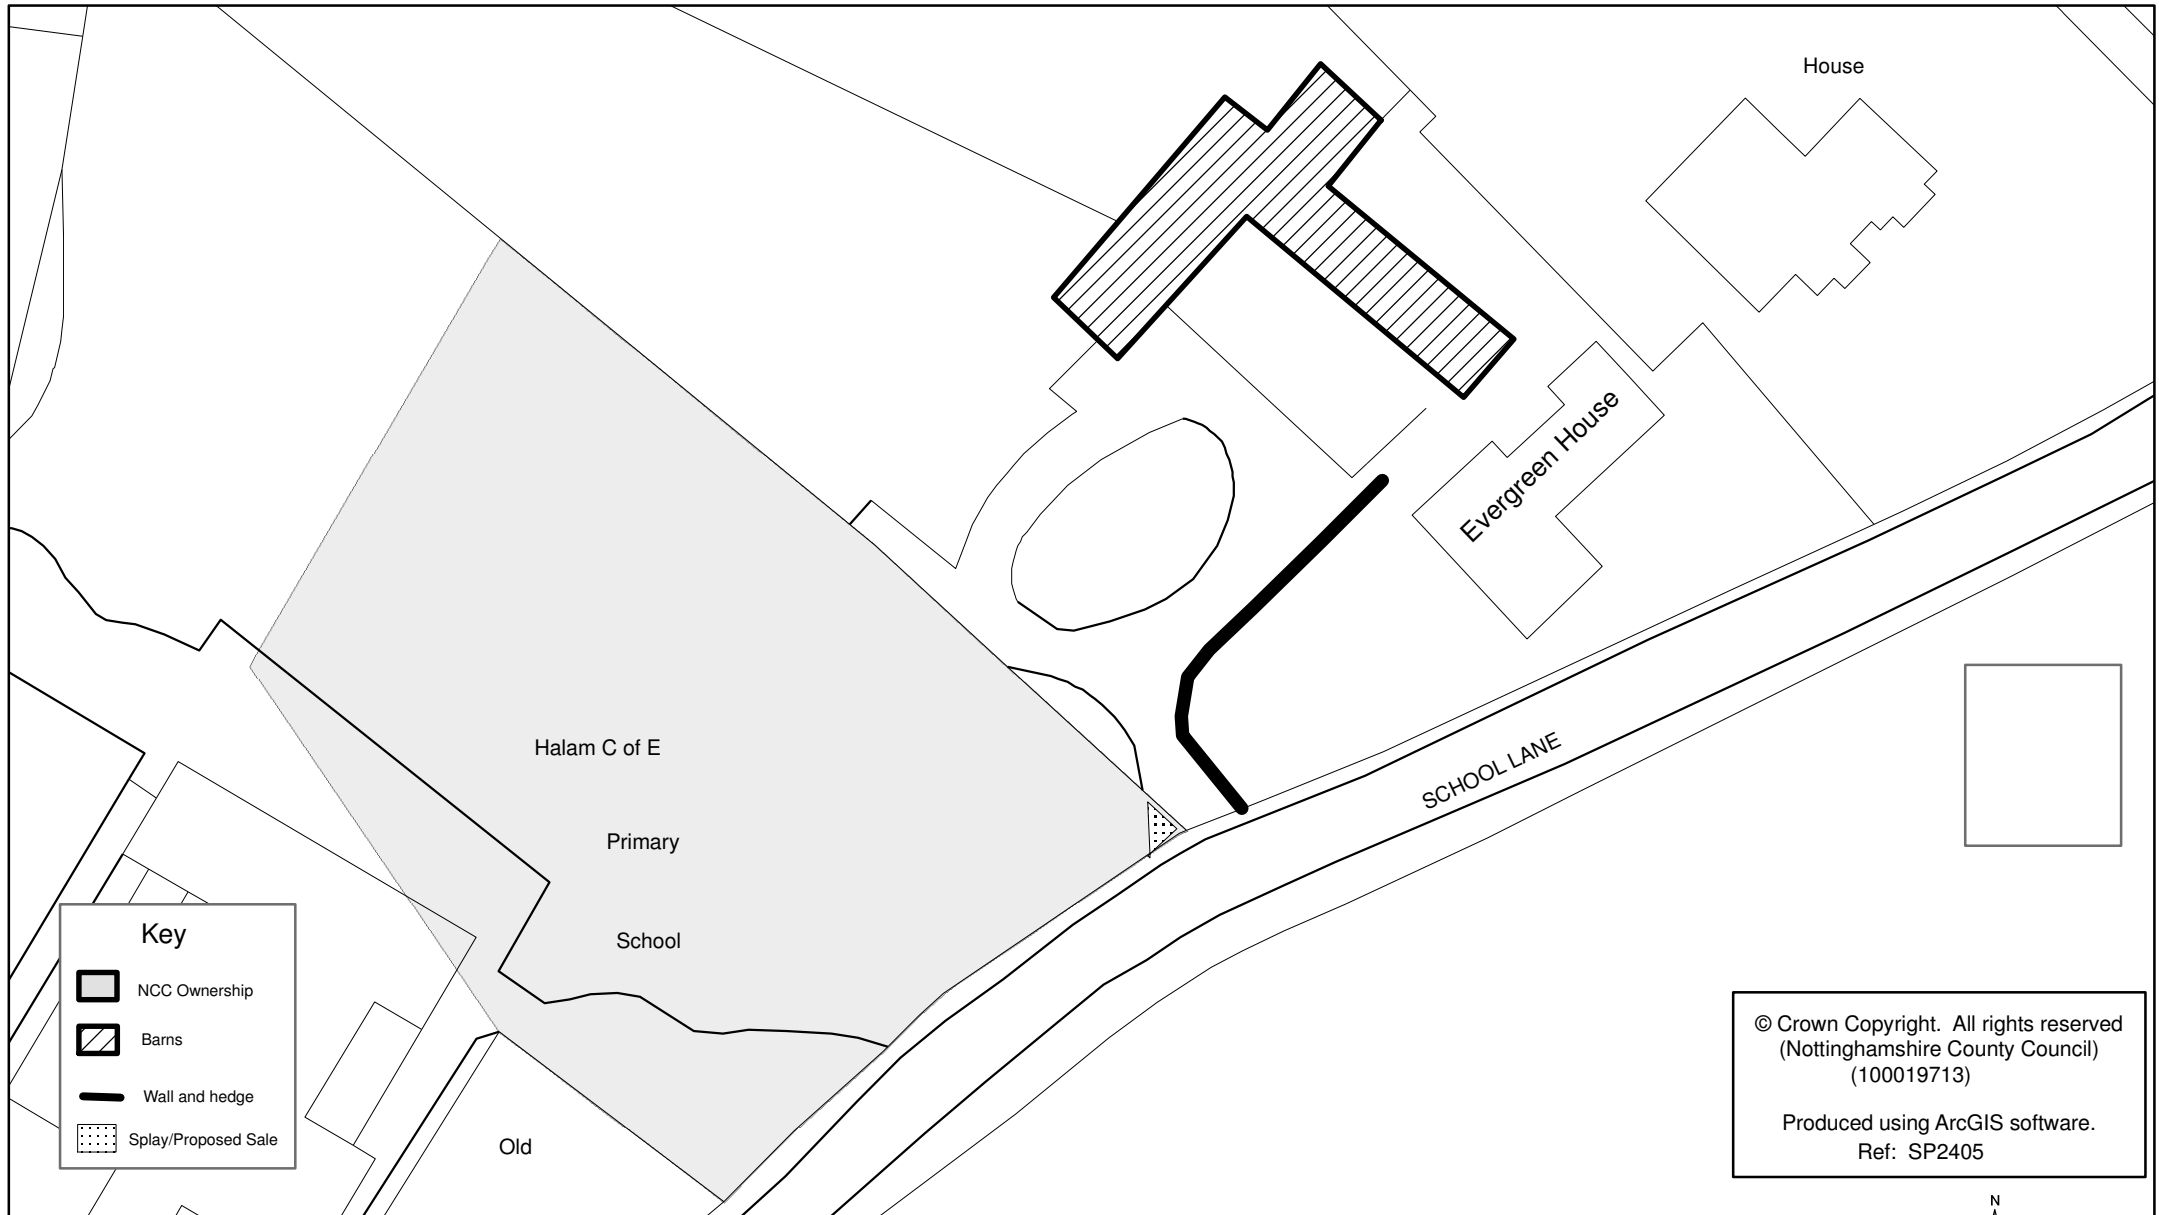 House
Evergreen House
SCHOOL LANE
Halam C of E
Primary
School
Old
Key
NCC Ownership
Barns
Wall and hedge
Splay/Proposed Sale
© Crown Copyright. All rights reserved
(Nottinghamshire County Council)
(100019713)
Produced using ArcGIS software.
Ref: SP2405
N